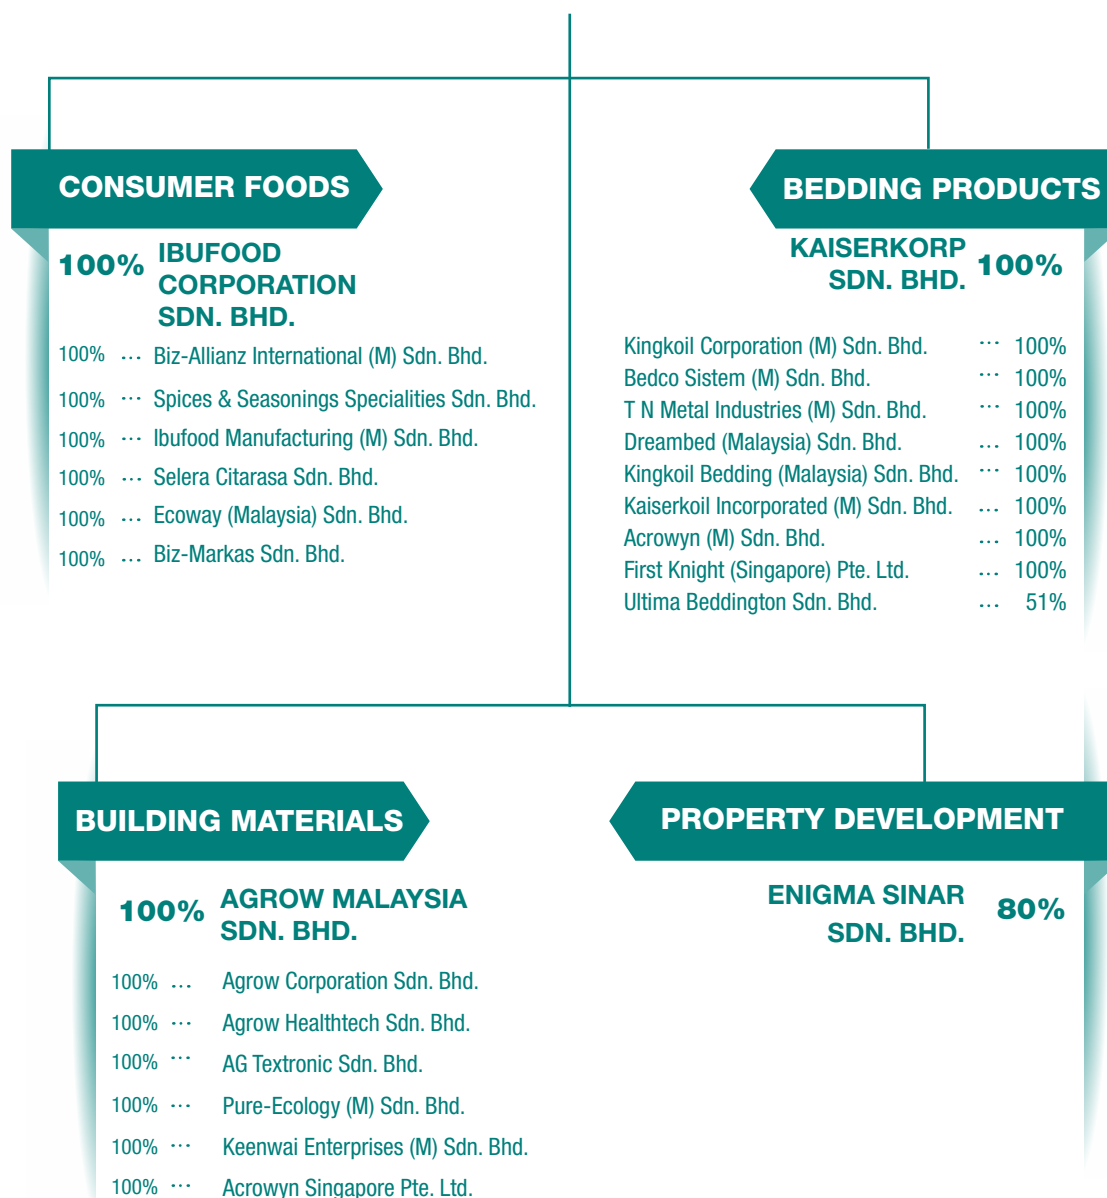 CONSUMER FOODS
100% IBUFOOD
CORPORATION
SDN. BHD.
100% ... Biz-Allianz International (M) Sdn. Bhd.
100% ... Spices & Seasonings Specialities Sdn. Bhd.
100% ... Ibufood Manufacturing (M) Sdn. Bhd.
100% ... Selera Citarasa Sdn. Bhd.
100% ... Ecoway (Malaysia) Sdn. Bhd.
100% ... Biz-Markas Sdn. Bhd.
BEDDING PRODUCTS
KAISERKORP
SDN. BHD. 100%
Kingkoil Corporation (M) Sdn. Bhd. ... 100%
Bedco Sistem (M) Sdn. Bhd. ... 100%
T N Metal Industries (M) Sdn. Bhd. ... 100%
Dreambed (Malaysia) Sdn. Bhd. ... 100%
Kingkoil Bedding (Malaysia) Sdn. Bhd. ... 100%
Kaiserkoil Incorporated (M) Sdn. Bhd. ... 100%
Acrowyn (M) Sdn. Bhd. ... 100%
First Knight (Singapore) Pte. Ltd. ... 100%
Ultima Beddington Sdn. Bhd. ... 51%
BUILDING MATERIALS
100% AGROW MALAYSIA
SDN. BHD.
100% ... Agrow Corporation Sdn. Bhd.
100% ... Agrow Healthtech Sdn. Bhd.
100% ... AG Textronic Sdn. Bhd.
100% ... Pure-Ecology (M) Sdn. Bhd.
100% ... Keenwai Enterprises (M) Sdn. Bhd.
100% ... Acrowyn Singapore Pte. Ltd.
PROPERTY DEVELOPMENT
ENIGMA SINAR 80%
SDN. BHD.